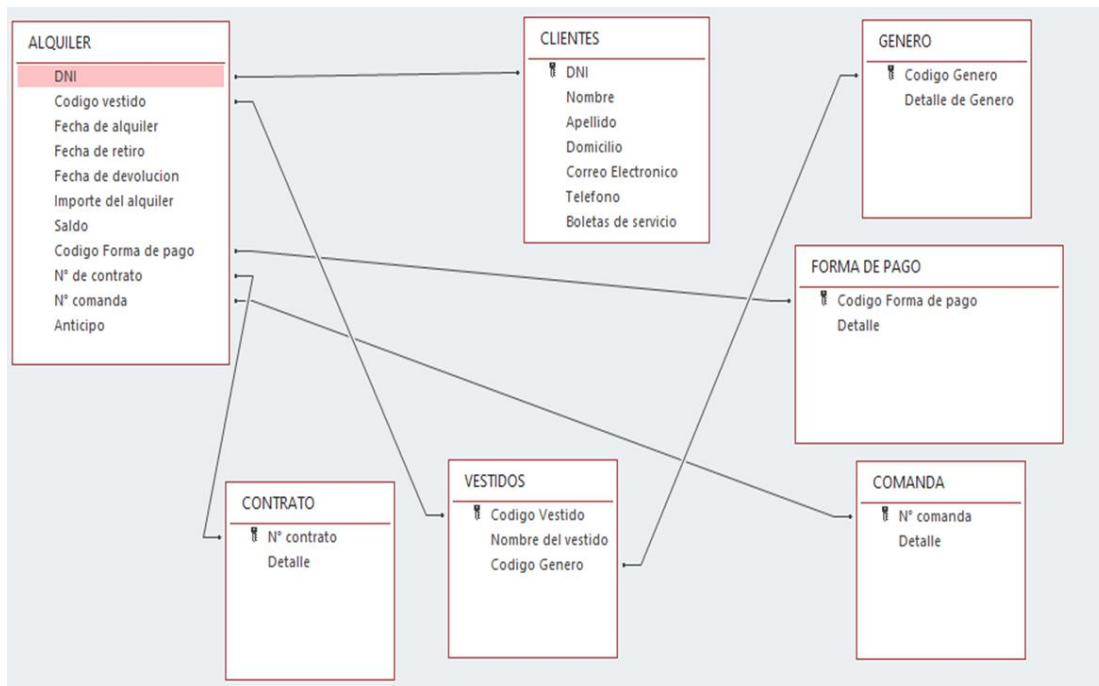 ALQUILER
DNI
Codigo vestido
Fecha de alquiler
Fecha de retiro
Fecha de devolucion
Importe del alquiler
Saldo
Codigo Forma de pago
N° de contrato
N° comanda
Anticipo
CLIENTES
DNI
Nombre
Apellido
Domicilio
Correo Electronico
Telefono
Boletas de servicio
GENERO
Codigo Genero
Detalle de Genero
FORMA DE PAGO
Codigo Forma de pago
Detalle
CONTRATO
N° contrato
Detalle
VESTIDOS
Codigo Vestido
Nombre del vestido
Codigo Genero
COMANDA
N° comanda
Detalle